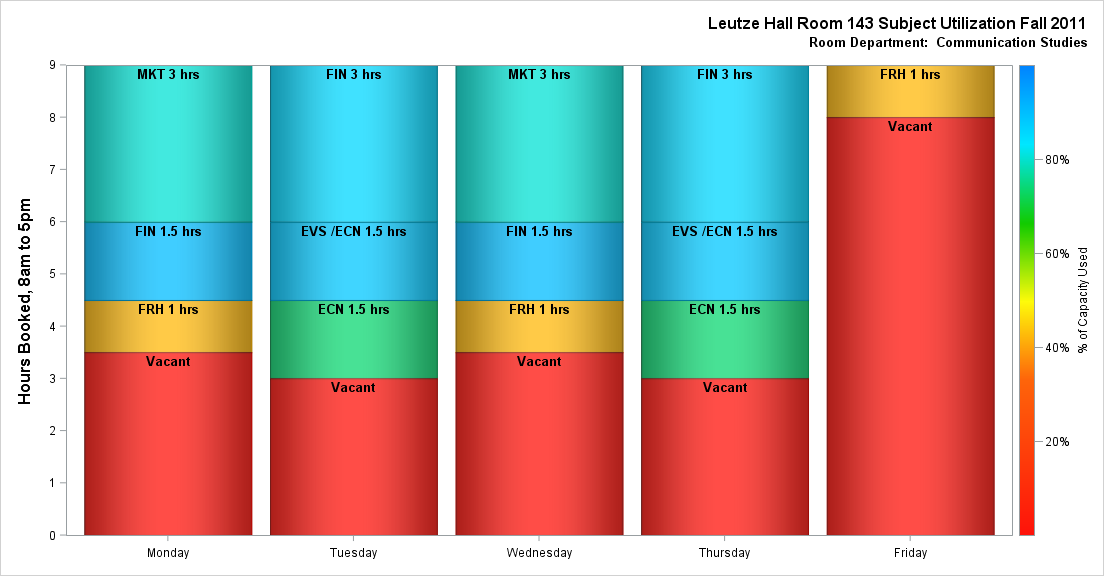 Leutze Hall Room 143 Subject Utilization Fall 2011
Room Department:  Communication Studies
Hours Booked, 8am to 5pm
9
8
7
6
5
4
3
2
1
0
MKT 3 hrs
FIN 1.5 hrs
FRH 1 hrs
Vacant
Monday
FIN 3 hrs
EVS /ECN 1.5 hrs
ECN 1.5 hrs
Vacant
Tuesday
MKT 3 hrs
FIN 1.5 hrs
FRH 1 hrs
Vacant
Wednesday
FIN 3 hrs
EVS /ECN 1.5 hrs
ECN 1.5 hrs
Vacant
Thursday
FRH 1 hrs
Vacant
Friday
80%
60%
40%
20%
% of Capacity Used